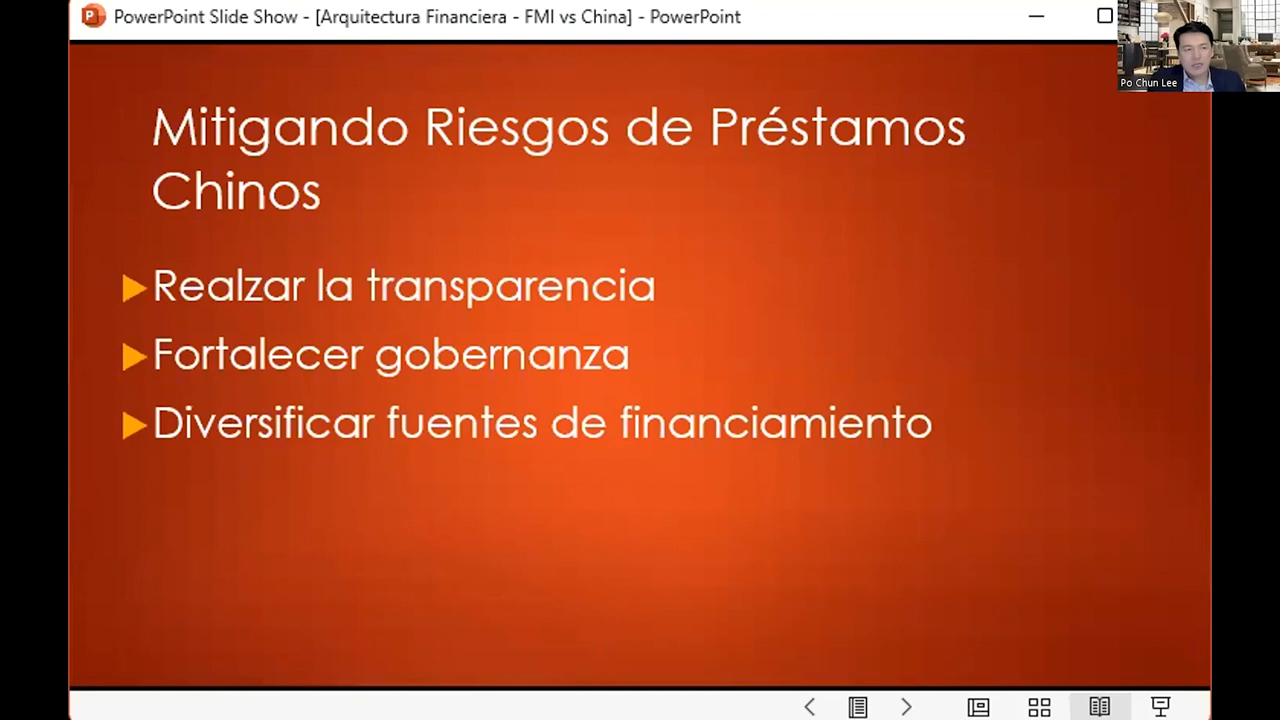 PowerPoint Slide Show - [Arquitectura Financiera - FMI vs China] - PowerPoint
Po Chun Lee
Mitigando Riesgos de Préstamos
Chinos
Realzar la transparencia
Fortalecer gobernanza
Diversificar fuentes de financiamiento